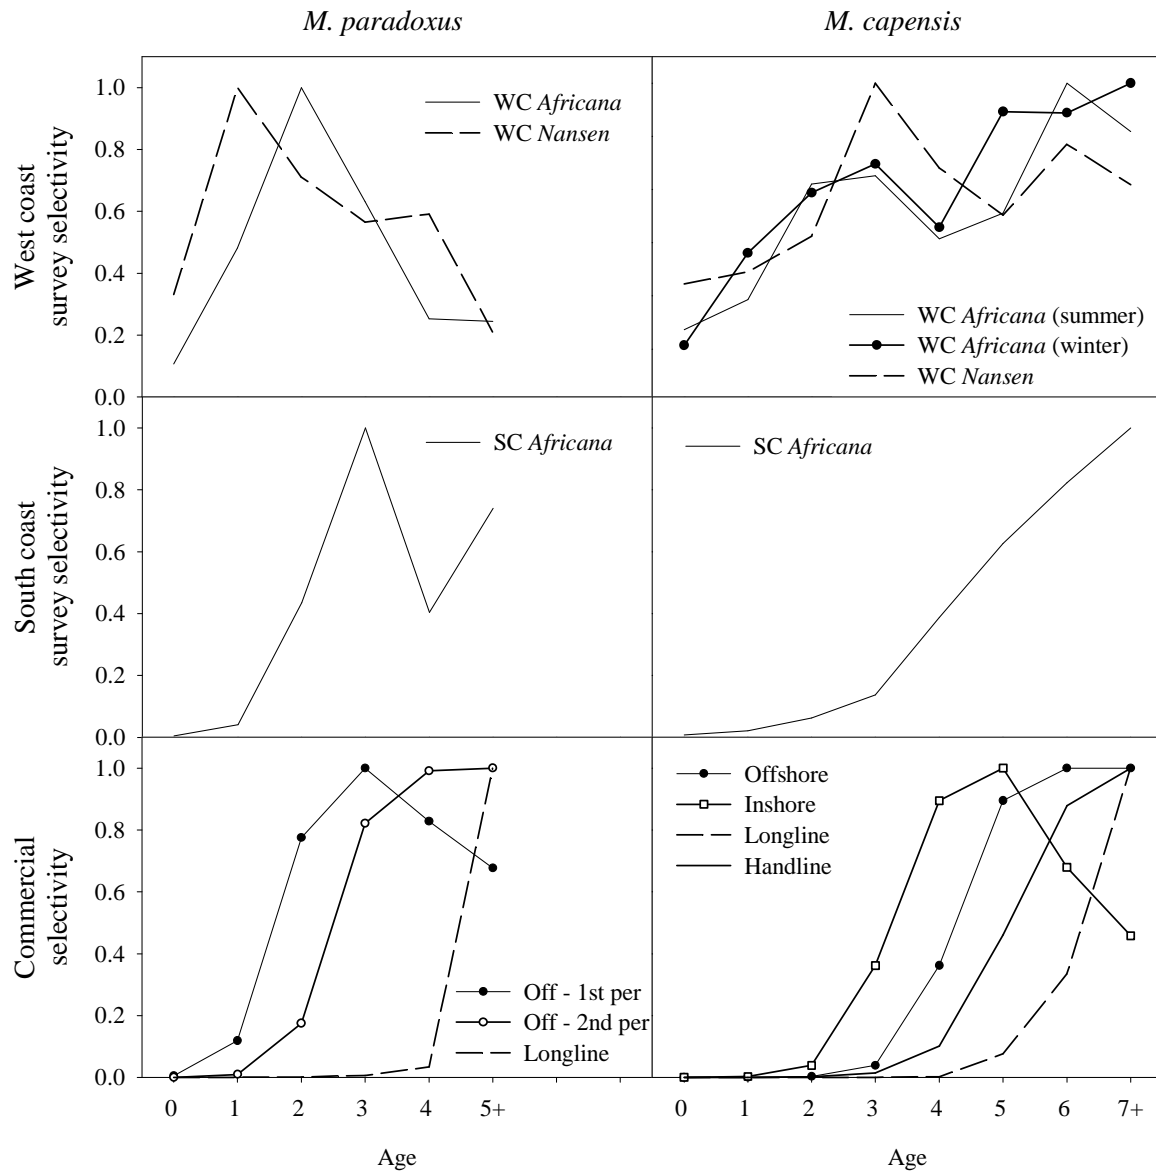 M. paradoxus
M. capensis
West coast
survey selectivity
1.0
0.8
0.6
0.4
0.2
0.0
WC Africana
WC Nansen
WC Africana (summer)
WC Africana (winter)
WC Nansen
South coast
survey selectivity
1.0
0.8
0.6
0.4
0.2
0.0
SC Africana
SC Africana
Commercial
selectivity
1.0
0.8
0.6
0.4
0.2
0.0
Off - 1st per
Off - 2nd per
Longline
Offshore
Inshore
Longline
Handline
0 1 2 3 4 5+
0 1 2 3 4 5 6 7+
Age
Age